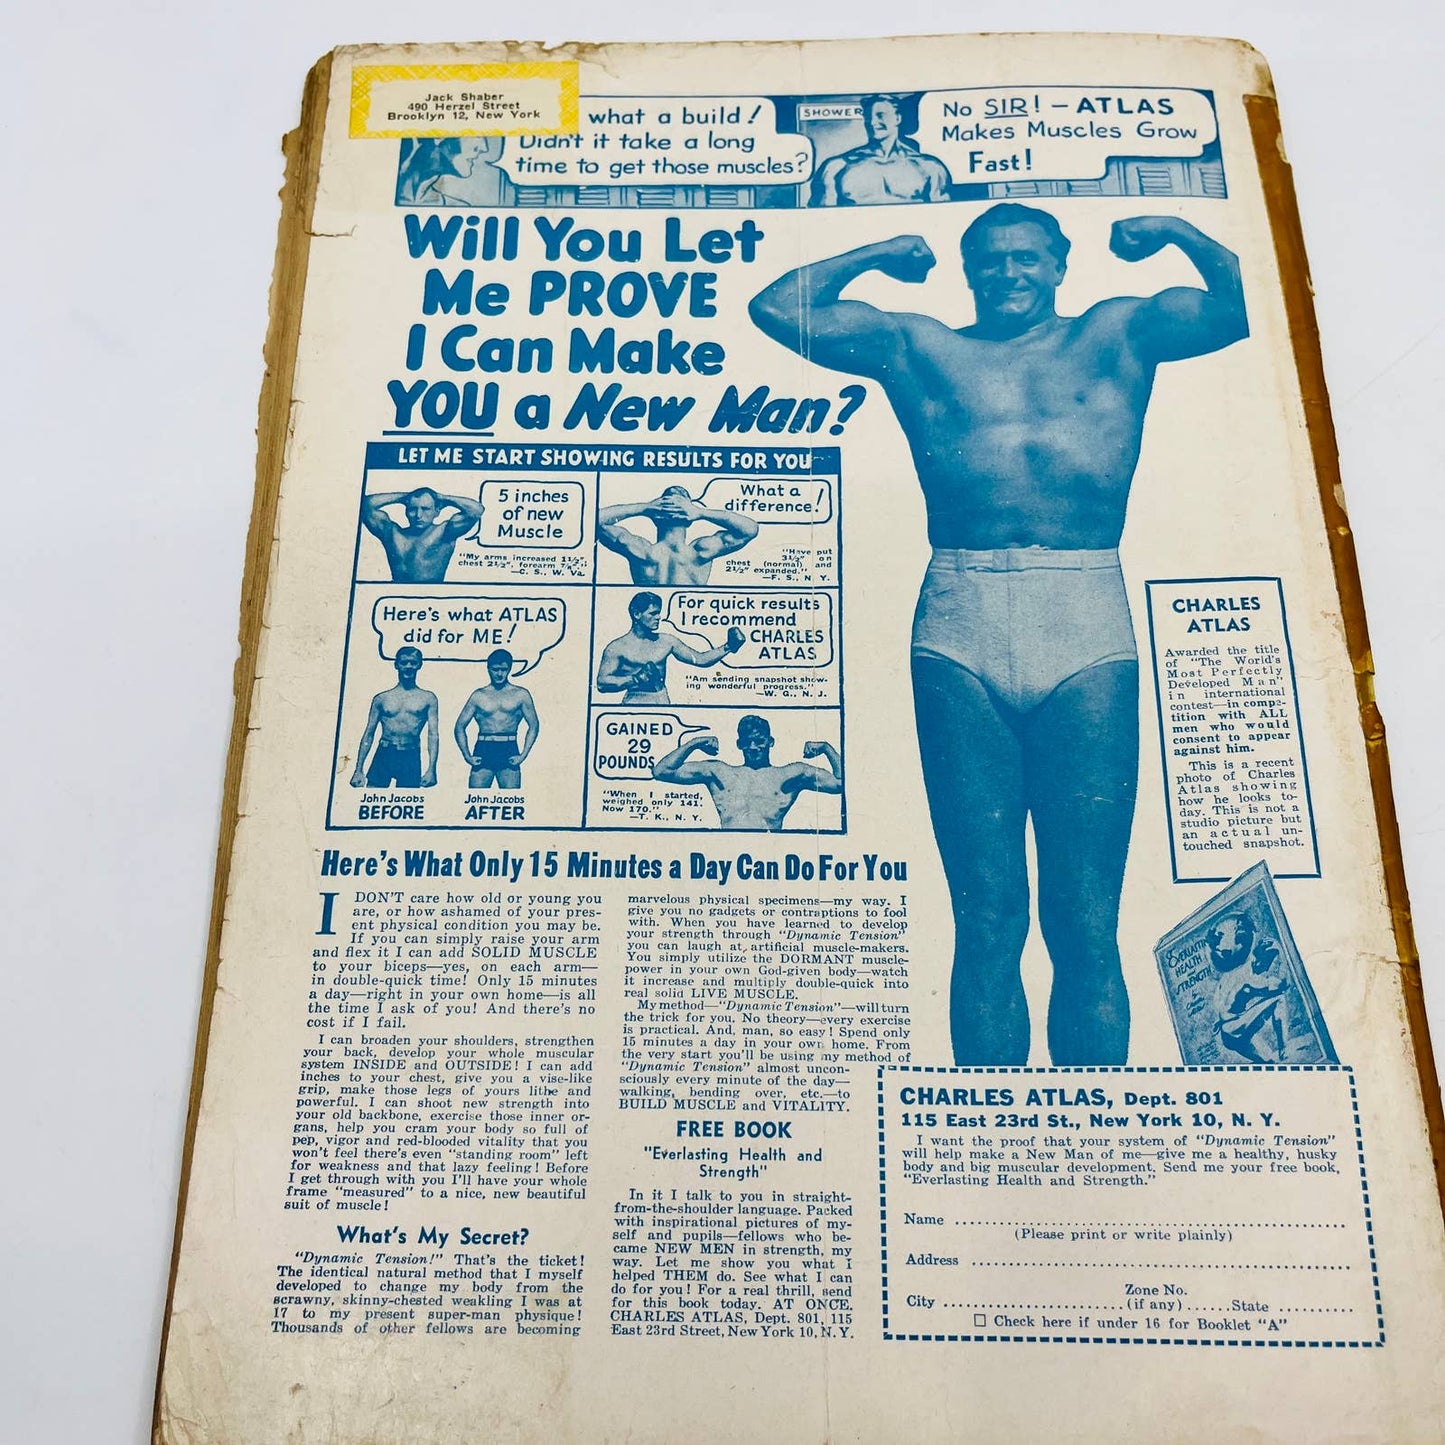 Jack Shaber
490 Herzel Street
Brooklyn 12, New York
what a build!
Didn't it take a long
time to get those muscles?
SHOWER
No SIR! - ATLAS
Makes Muscles Grow
Fast!
Will You Let
Me PROVE
I Can Make
YOU a New Man?
LET ME START SHOWING RESULTS FOR YOU
5 inches
of new
Muscle
"My arms increased 1½",
chest 2½", forearm ⅞"."
—C. S., W. Va.
What a
difference!
"Have put
3½" on
chest (normal) and
2½" expanded."
—F. S., N. Y.
Here's what ATLAS
did for ME!
John Jacobs
BEFORE
John Jacobs
AFTER
For quick results
I recommend
CHARLES
ATLAS
"Am sending snapshot show-
ing wonderful progress."
—W. G., N. J.
GAINED
29
POUNDS
"When I started,
weighed only 141.
Now 170."
—T. K., N. Y.
CHARLES
ATLAS
Awarded the title
of "The World's
Most Perfectly
Developed Man"
in international
contest—in compe-
tition with ALL
men who would
consent to appear
against him.
This is a recent
photo of Charles
Atlas showing
how he looks to-
day. This is not a
studio picture but
an actual un-
touched snapshot.
Here's What Only 15 Minutes a Day Can Do For You
I DON'T care how old or young you
are, or how ashamed of your pres-
ent physical condition you may be.
If you can simply raise your arm
and flex it I can add SOLID MUSCLE
to your biceps—yes, on each arm—
in double-quick time! Only 15 minutes
a day—right in your own home—is all
the time I ask of you! And there's no
cost if I fail.
I can broaden your shoulders, strengthen
your back, develop your whole muscular
system INSIDE and OUTSIDE! I can add
inches to your chest, give you a vise-like
grip, make those legs of yours lithe and
powerful. I can shoot new strength into
your old backbone, exercise those inner or-
gans, help you cram your body so full of
pep, vigor and red-blooded vitality that you
won't feel there's even "standing room" left
for weakness and that lazy feeling! Before
I get through with you I'll have your whole
frame "measured" to a nice, new beautiful
suit of muscle!
What's My Secret?
"Dynamic Tension!" That's the ticket!
The identical natural method that I myself
developed to change my body from the
scrawny, skinny-chested weakling I was at
17 to my present super-man physique!
Thousands of other fellows are becoming
marvelous physical specimens—my way. I
give you no gadgets or contraptions to fool
with. When you have learned to develop
your strength through "Dynamic Tension"
you can laugh at artificial muscle-makers.
You simply utilize the DORMANT muscle-
power in your own God-given body—watch
it increase and multiply double-quick into
real solid LIVE MUSCLE.
My method—"Dynamic Tension"—will turn
the trick for you. No theory—every exercise
is practical. And, man, so easy! Spend only
15 minutes a day in your own home. From
the very start you'll be using my method of
"Dynamic Tension" almost uncon-
sciously every minute of the day—
walking, bending over, etc.—to
BUILD MUSCLE and VITALITY.
FREE BOOK
"Everlasting Health and
Strength"
In it I talk to you in straight-
from-the-shoulder language. Packed
with inspirational pictures of my-
self and pupils—fellows who be-
came NEW MEN in strength, my
way. Let me show you what I
helped THEM do. See what I can
do for you! For a real thrill, send
for this book today. AT ONCE.
CHARLES ATLAS, Dept. 801, 115
East 23rd Street, New York 10, N. Y.
EVERLASTING
HEALTH
AND
STRENGTH
CHARLES ATLAS, Dept. 801
115 East 23rd St., New York 10, N. Y.
I want the proof that your system of "Dynamic Tension"
will help make a New Man of me—give me a healthy, husky
body and big muscular development. Send me your free book,
"Everlasting Health and Strength."
Name
(Please print or write plainly)
Address
Zone No.
City ........ (if any) ...... State ........
☐ Check here if under 16 for Booklet "A"